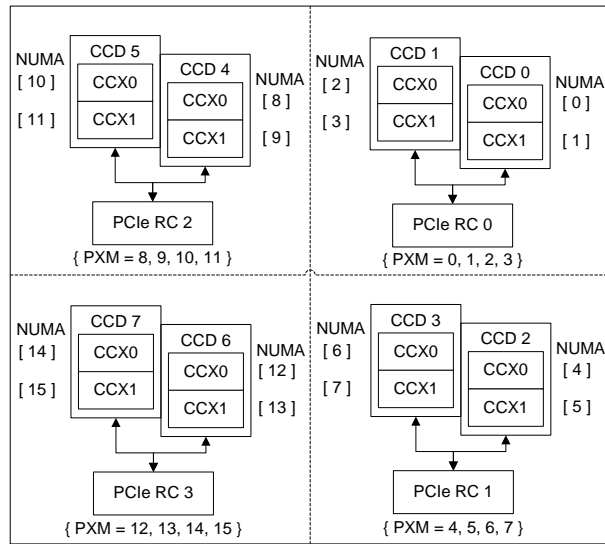 CCD 5
NUMA
CCD 4
[ 10 ]
CCX0
NUMA
CCX0
[ 8 ]
[ 11 ]
CCX1
CCX1
[ 9 ]
PCIe RC 2
{ PXM = 8, 9, 10, 11 }
CCD 1
NUMA
CCD 0
[ 2 ]
CCX0
NUMA
CCX0
[ 0 ]
[ 3 ]
CCX1
CCX1
[ 1 ]
PCIe RC 0
{ PXM = 0, 1, 2, 3 }
NUMA
CCD 7
CCD 6
[ 14 ]
CCX0
NUMA
CCX0
[ 12 ]
[ 15 ]
CCX1
CCX1
[ 13 ]
PCIe RC 3
{ PXM = 12, 13, 14, 15 }
NUMA
CCD 3
CCD 2
[ 6 ]
CCX0
NUMA
CCX0
[ 4 ]
[ 7 ]
CCX1
CCX1
[ 5 ]
PCIe RC 1
{ PXM = 4, 5, 6, 7 }